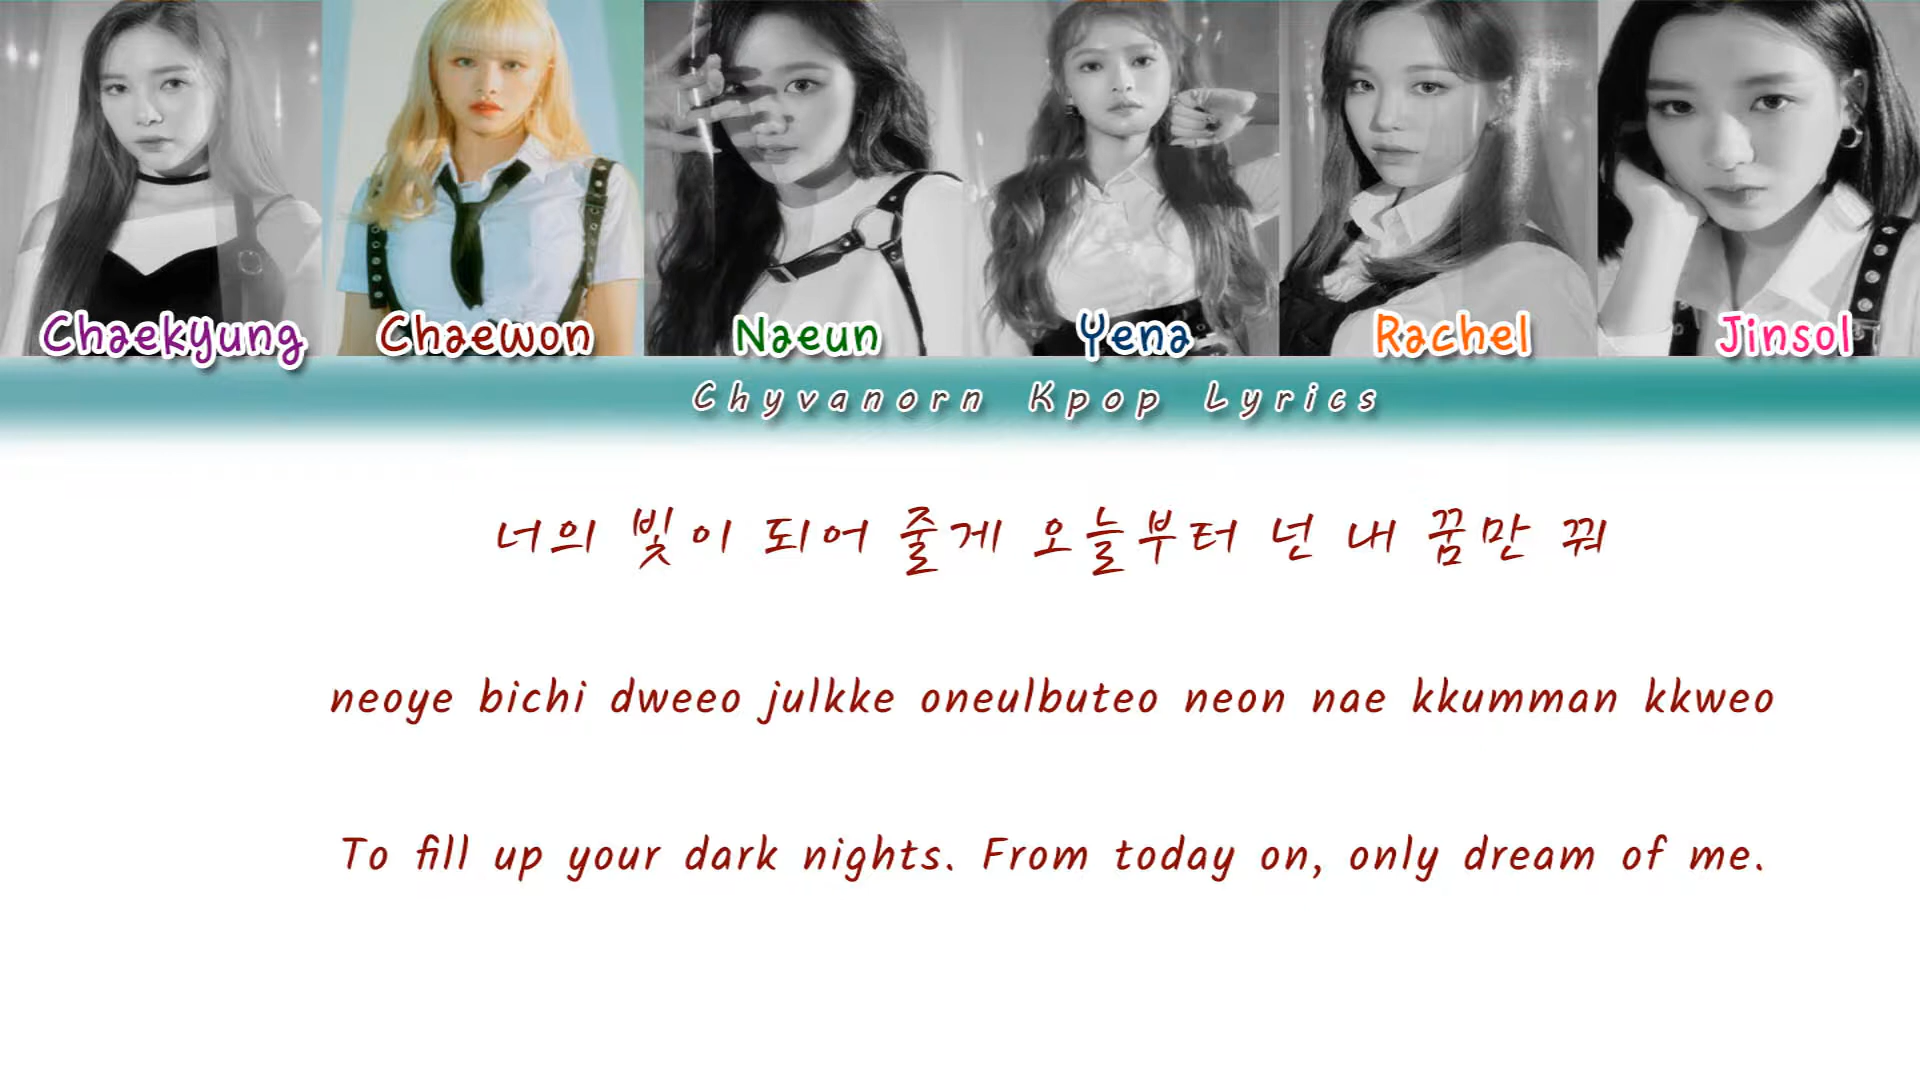 Chaekyung Chaewon Naeun Yena Rachel Jinsol
Chyvanorn Kpop Lyrics
너의 빛이 되어 줄게 오늘부터 넌 내 꿈만 꿔
neoye bichi dweeo julkke oneulbuteo neon nae kkumman kkweo
To fill up your dark nights. From today on, only dream of me.